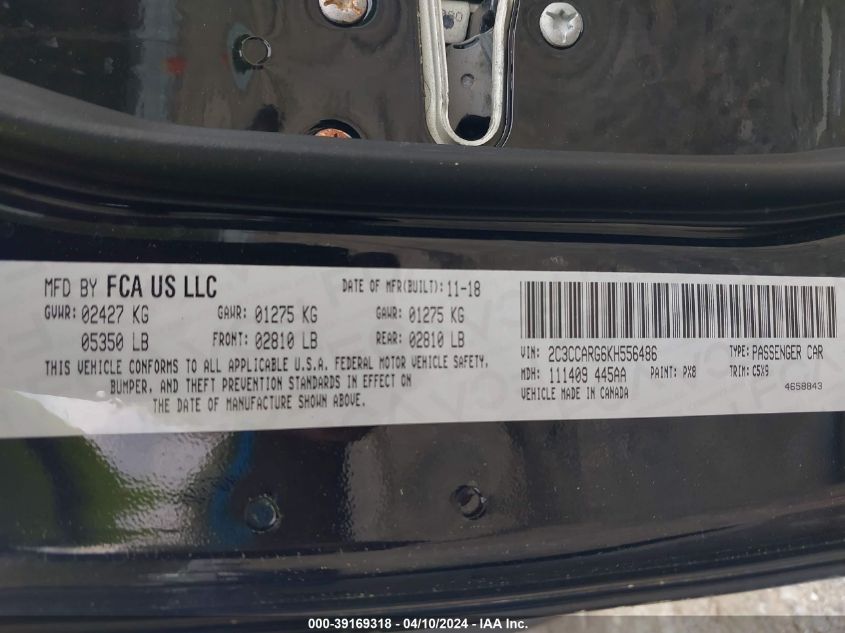 MFD BY FCA US LLC
DATE OF MFR(BUILT): 11-18
GVWR: 02427 KG
GAWR: 01275 KG
GAWR: 01275 KG
05350 LB
FRONT: 02810 LB
REAR: 02810 LB
THIS VEHICLE CONFORMS TO ALL APPLICABLE U.S.A. FEDERAL MOTOR VEHICLE SAFETY,
BUMPER, AND THEFT PREVENTION STANDARDS IN EFFECT ON
THE DATE OF MANUFACTURE SHOWN ABOVE.
VIN: 2C3CCARG6KH556486
TYPE: PASSENGER CAR
MDH: 111409 445AA
PAINT: PX8
TRIM: C5X9
VEHICLE MADE IN CANADA
4658843
000-39169318 - 04/10/2024 - IAA Inc.